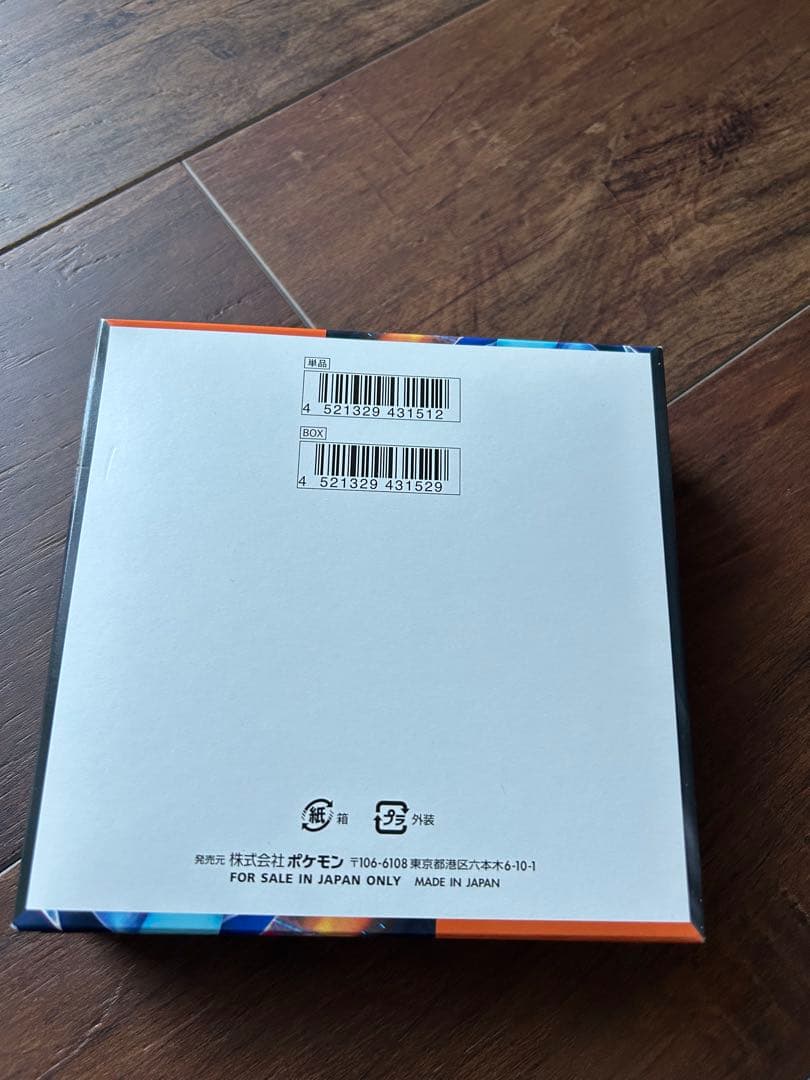 単品
4 521329 431512
BOX
4 521329 431529
紙 箱 プラ 外装
発売元 株式会社 ポケモン 〒106-6108 東京都港区六本木6-10-1
FOR SALE IN JAPAN ONLY MADE IN JAPAN